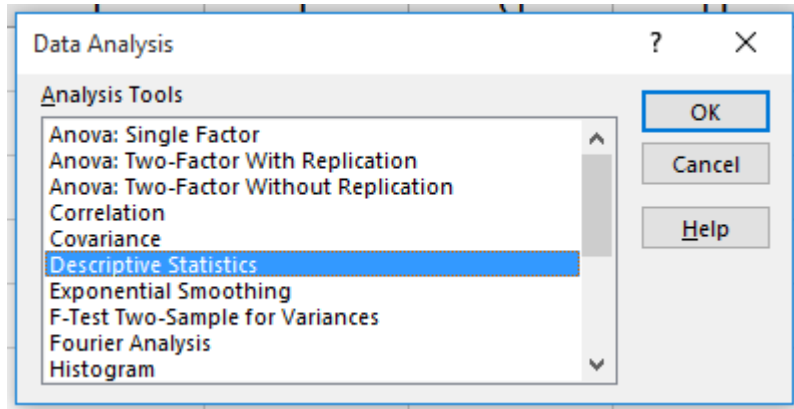 Data Analysis
?
Analysis Tools
Anova: Single Factor
Anova: Two-Factor With Replication
Anova: Two-Factor Without Replication
Correlation
Covariance
Descriptive Statistics
Exponential Smoothing
F-Test Two-Sample for Variances
Fourier Analysis
Histogram
OK
Cancel
Help